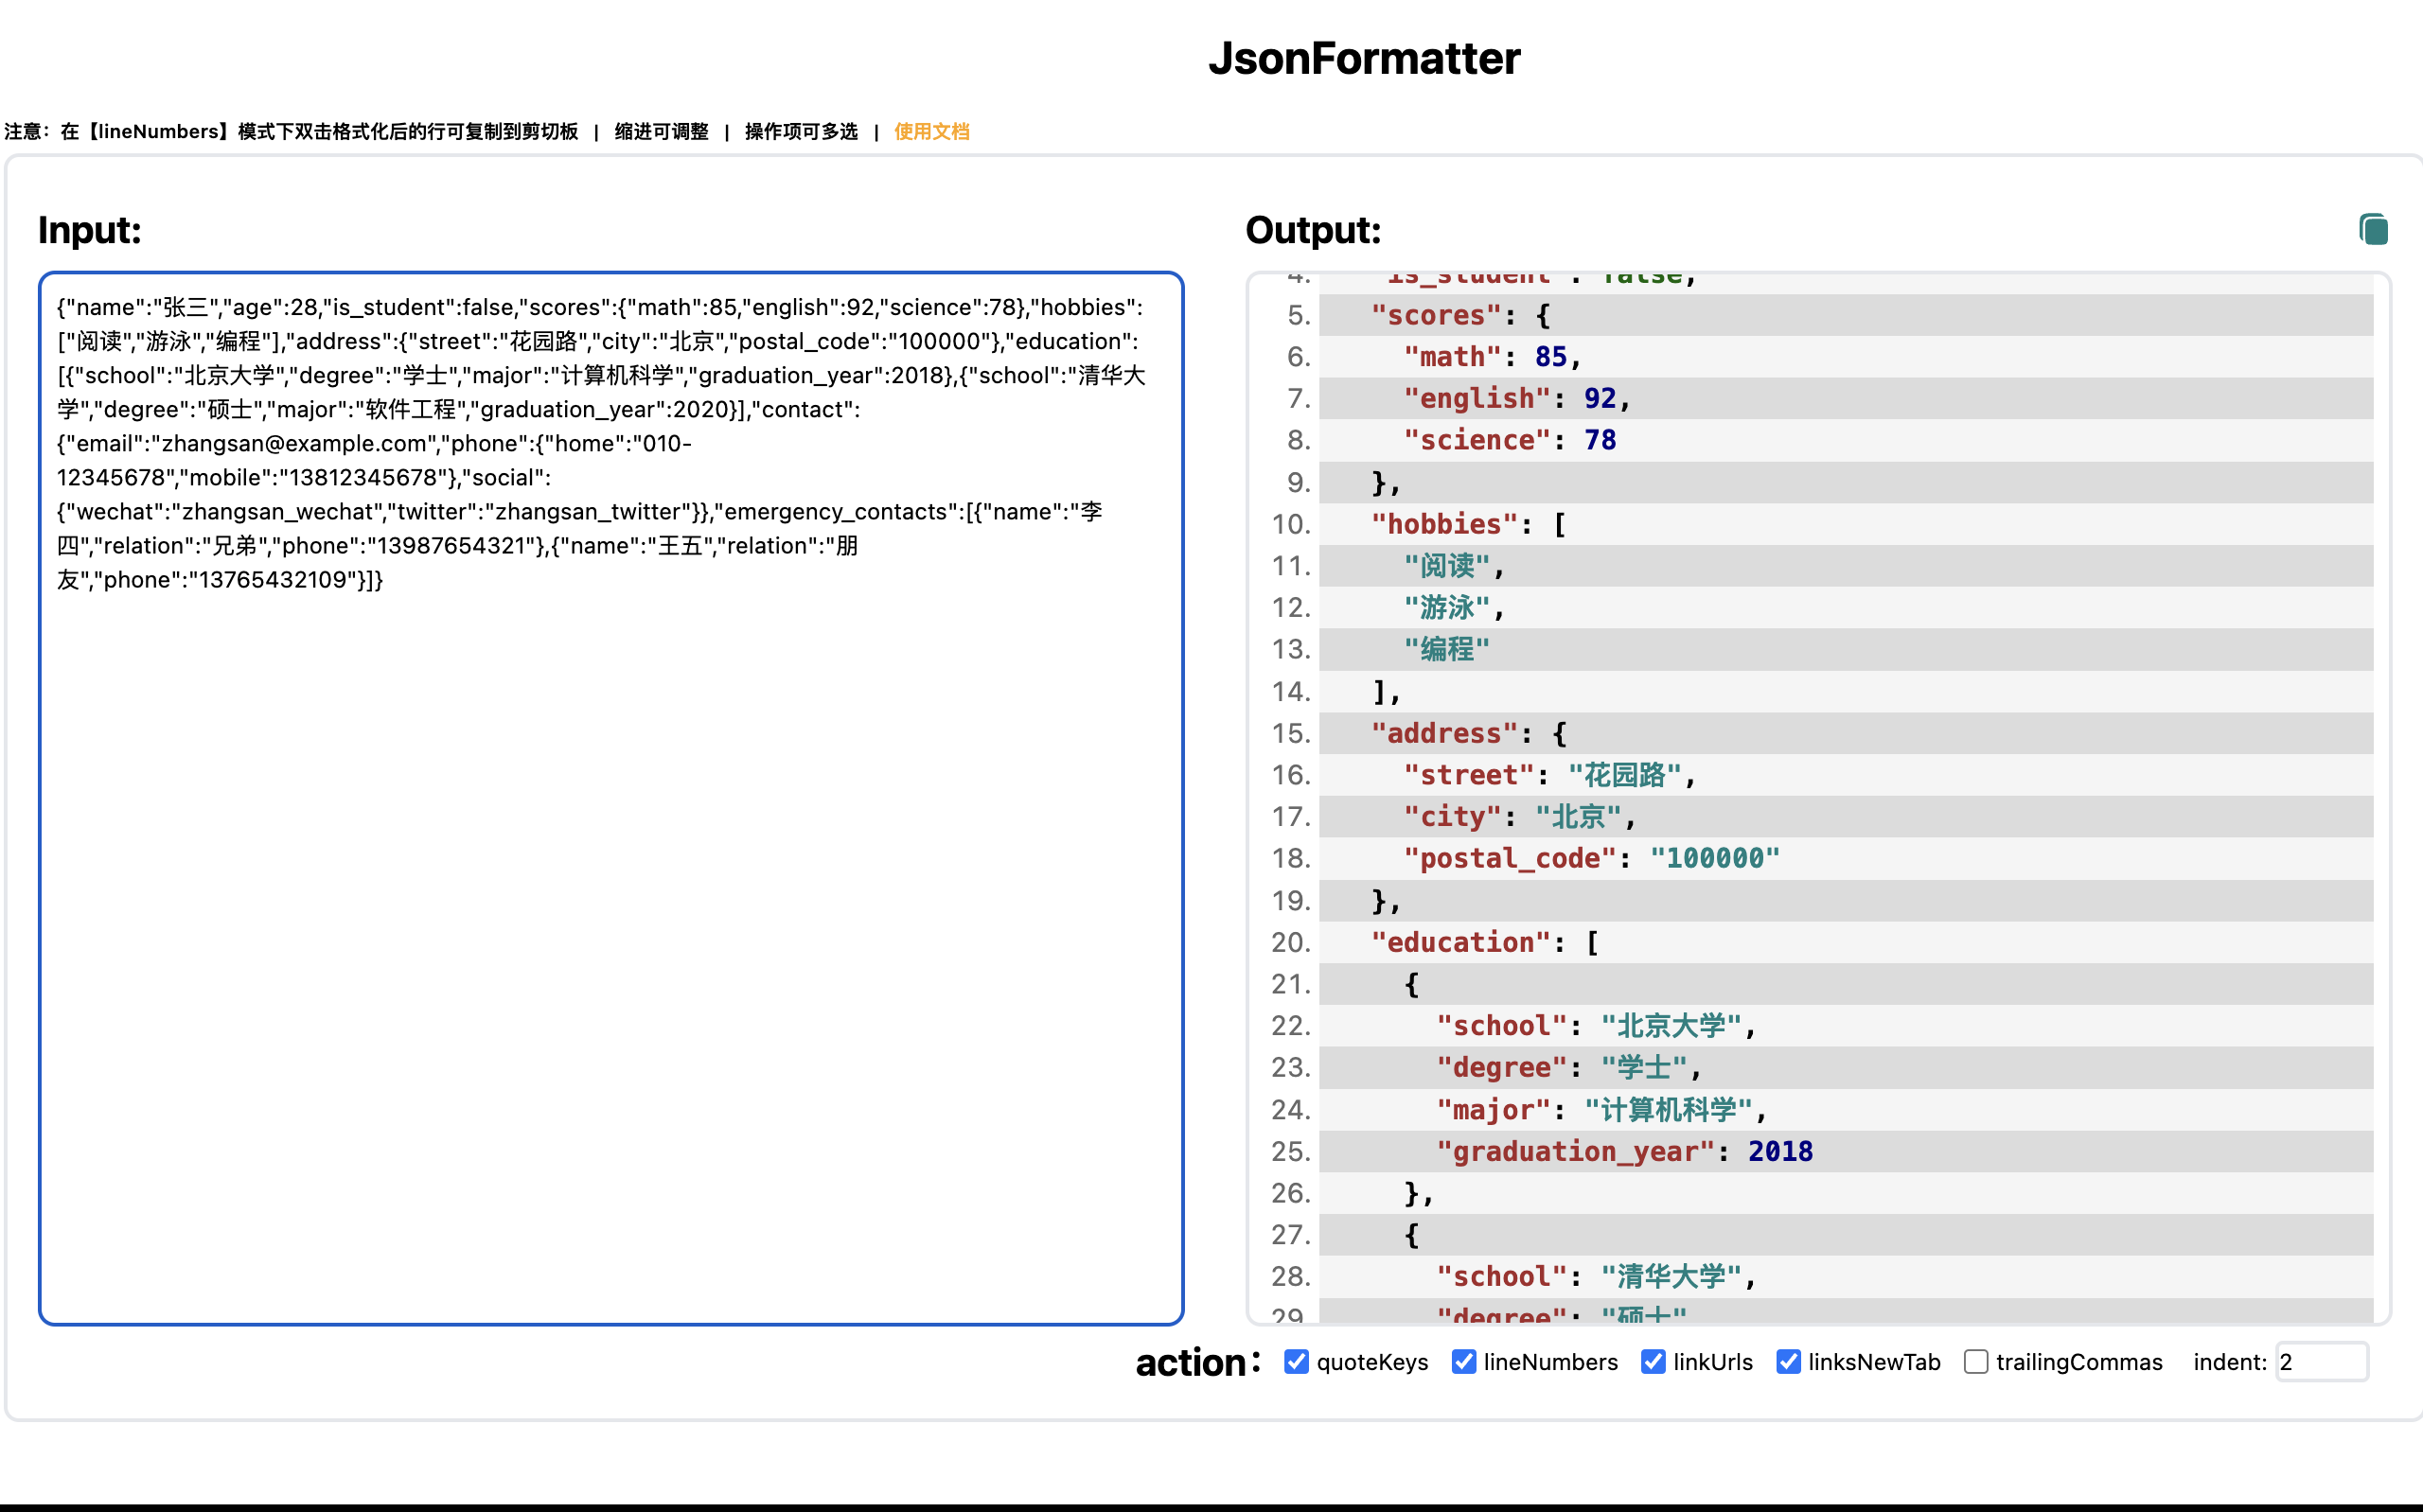 JsonFormatter
注意：在【lineNumbers】模式下双击格式化后的行可复制到剪切板 | 缩进可调整 | 操作项可多选 | 使用文档
Input:
{"name":"张三","age":28,"is_student":false,"scores":{"math":85,"english":92,"science":78},"hobbies":
["阅读","游泳","编程"],"address":{"street":"花园路","city":"北京","postal_code":"100000"},"education":
[{"school":"北京大学","degree":"学士","major":"计算机科学","graduation_year":2018},{"school":"清华大
学","degree":"硕士","major":"软件工程","graduation_year":2020}],"contact":
{"email":"zhangsan@example.com","phone":{"home":"010-
12345678","mobile":"13812345678"},"social":
{"wechat":"zhangsan_wechat","twitter":"zhangsan_twitter"}},"emergency_contacts":[{"name":"李
四","relation":"兄弟","phone":"13987654321"},{"name":"王五","relation":"朋
友","phone":"13765432109"}]}
Output:
4. "is_student": false,
5. "scores": {
6. "math": 85,
7. "english": 92,
8. "science": 78
9. },
10. "hobbies": [
11. "阅读",
12. "游泳",
13. "编程"
14. ],
15. "address": {
16. "street": "花园路",
17. "city": "北京",
18. "postal_code": "100000"
19. },
20. "education": [
21. {
22. "school": "北京大学",
23. "degree": "学士",
24. "major": "计算机科学",
25. "graduation_year": 2018
26. },
27. {
28. "school": "清华大学",
29. "degree": "硕士"
action： quoteKeys lineNumbers linkUrls linksNewTab trailingCommas indent: 2